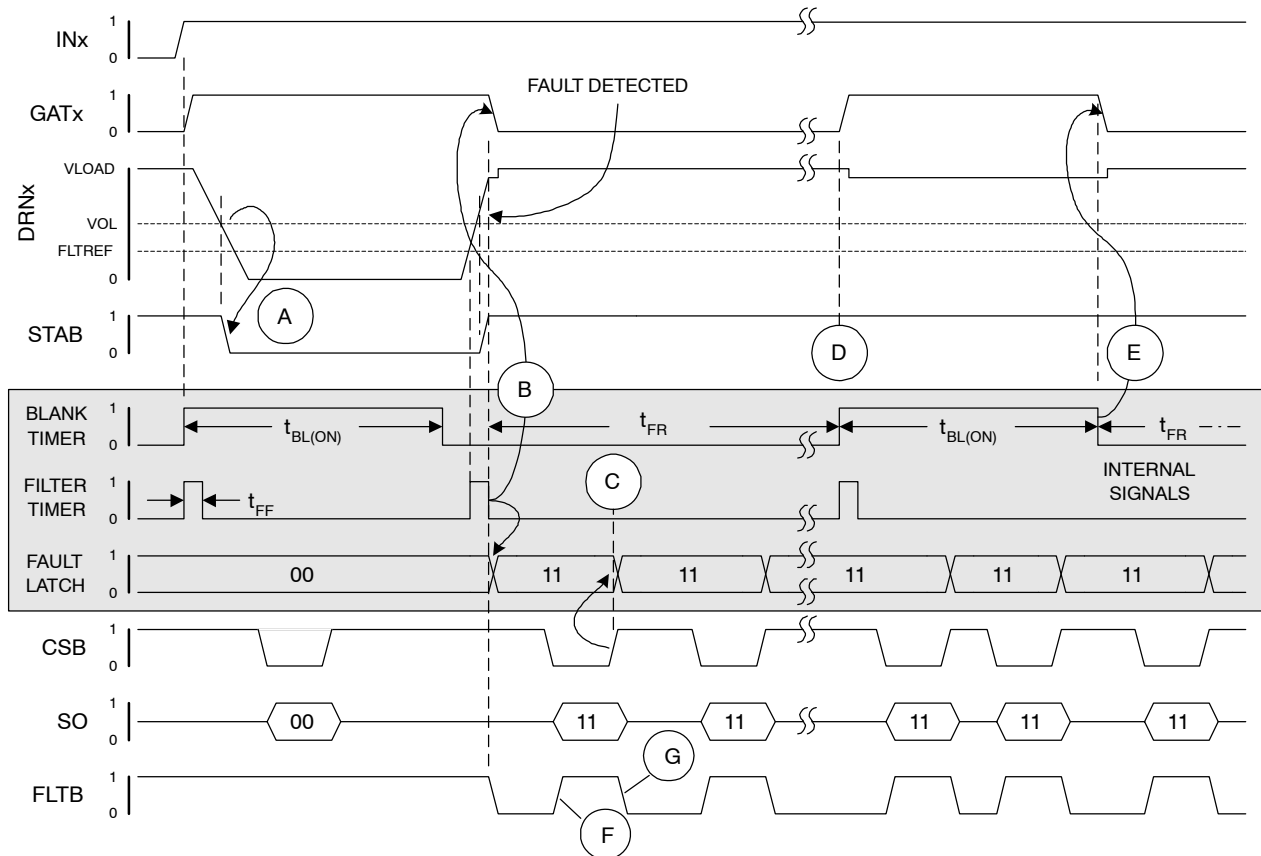 INx
1
0
GATx
1
0
FAULT DETECTED
DRNx
VLOAD
VOL
FLTREF
0
A
STAB
1
0
D
E
B
BLANK
TIMER
1
0
tBL(ON)
tFR
tBL(ON)
tFR
C
INTERNAL
SIGNALS
FILTER
TIMER
1
0
tFF
FAULT
LATCH
1
0
00
11
11
11
11
11
CSB
1
0
SO
1
0
00
11
11
11
11
11
G
FLTB
1
0
F